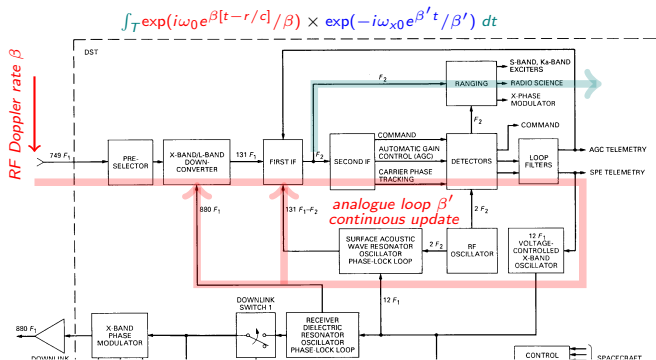 ∫_T exp(iω₀e^{β[t−r/c]}/β) × exp(−iω_{x0}e^{β′t}/β′) dt
DST
RF Doppler rate β
S-BAND, Ka-BAND
EXCITERS
RANGING
RADIO SCIENCE
X-PHASE
MODULATOR
F₂
F₂
COMMAND
749 F₁
PRE-
SELECTOR
X-BAND/L-BAND
DOWN-
CONVERTER
131 F₁
FIRST IF
F₂
SECOND IF
COMMAND
AUTOMATIC GAIN
CONTROL (AGC)
CARRIER PHASE
TRACKING
DETECTORS
LOOP
FILTERS
AGC TELEMETRY
SPE TELEMETRY
880 F₁
131 F₁–F₂
analogue loop β′
continuous update
2 F₂
SURFACE ACOUSTIC
WAVE RESONATOR
OSCILLATOR
PHASE-LOCK LOOP
2 F₂
RF
OSCILLATOR
12 F₁
VOLTAGE-
CONTROLLED
X-BAND
OSCILLATOR
12 F₁
DOWNLINK
SWITCH 1
880 F₁
X-BAND
PHASE
MODULATOR
RECEIVER
DIELECTRIC
RESONATOR
OSCILLATOR
PHASE-LOCK LOOP
DOWNLINK
CONTROL
SPACECRAFT